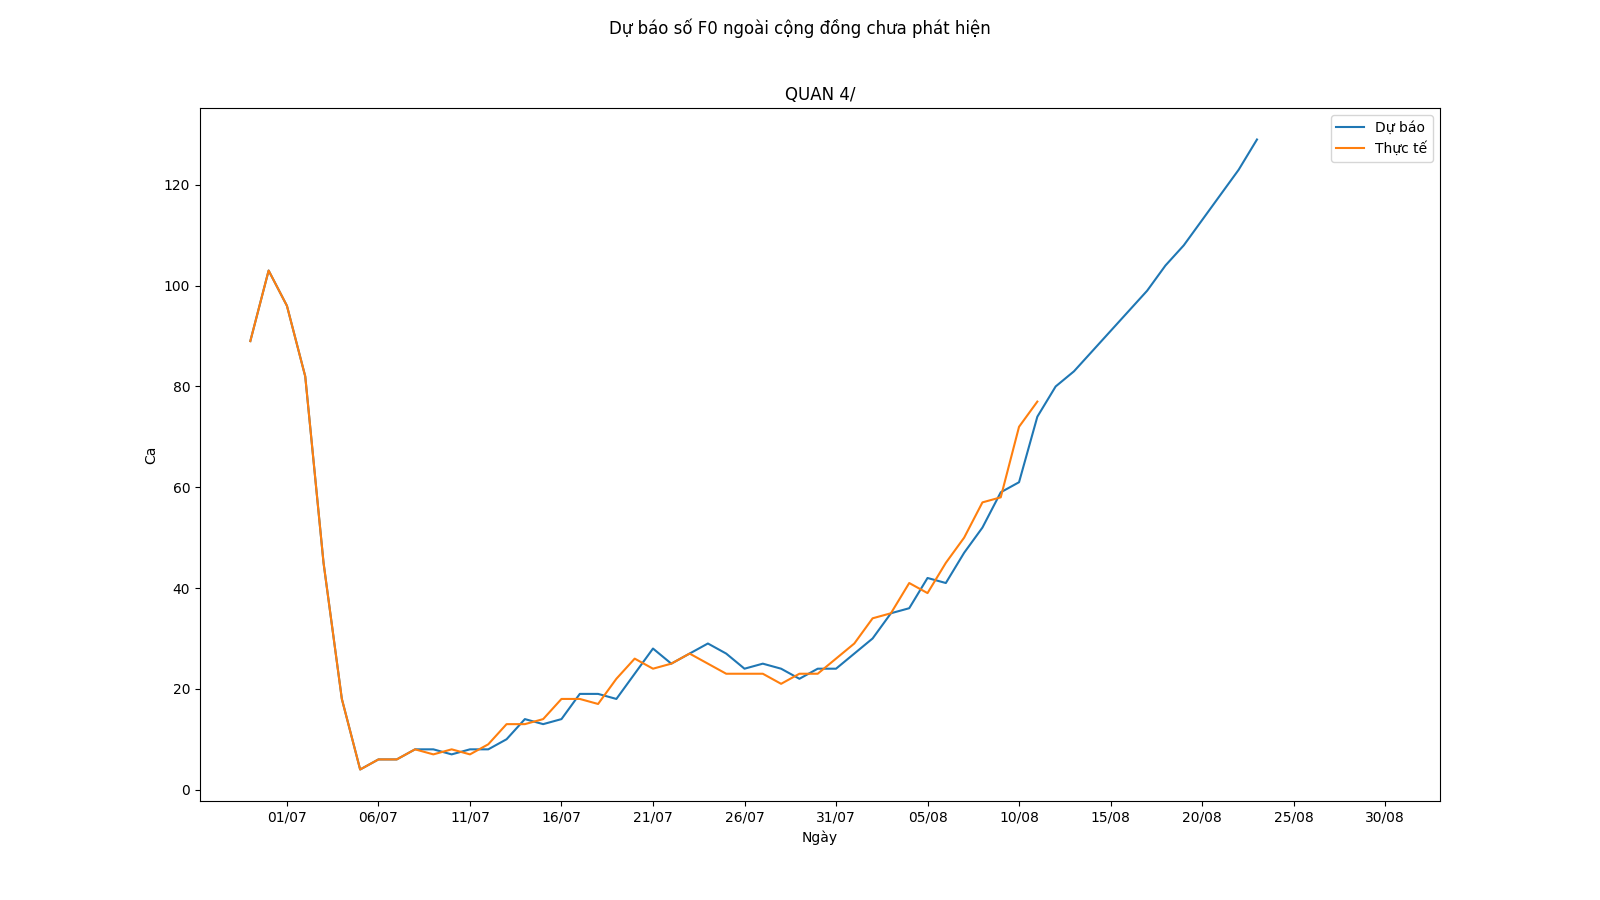 Dự báo số F0 ngoài cộng đồng chưa phát hiện
QUAN 4/
Dự báo
Thực tế
120
100
80
60
40
20
0
Ca
01/07 06/07 11/07 16/07 21/07 26/07 31/07 05/08 10/08 15/08 20/08 25/08 30/08
Ngày